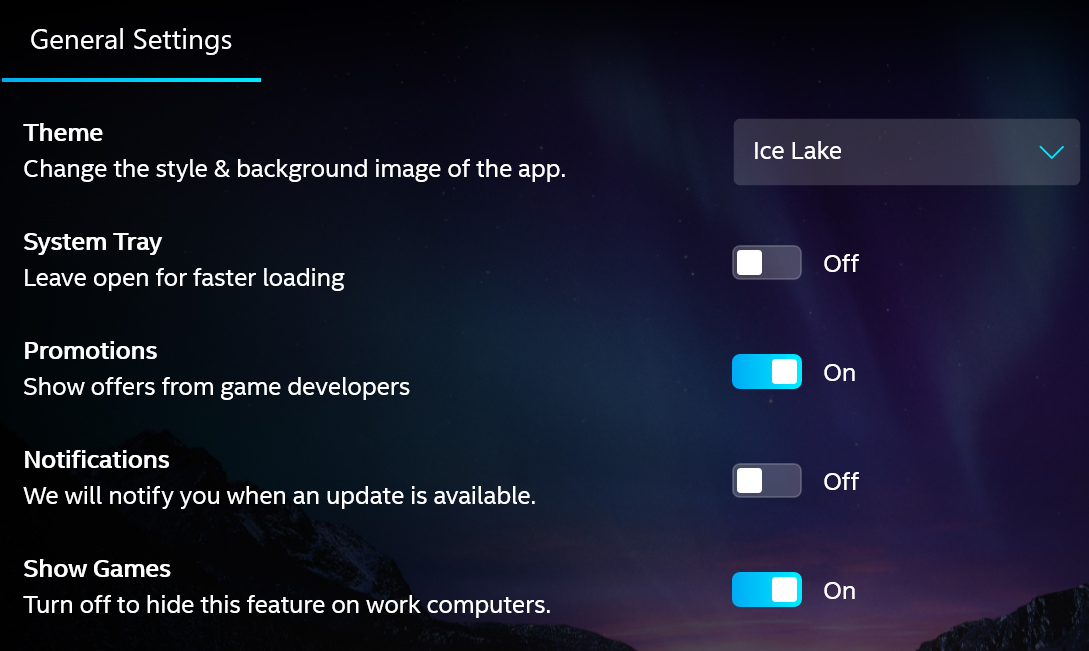 General Settings
Theme
Change the style & background image of the app.
Ice Lake
System Tray
Leave open for faster loading
Off
Promotions
Show offers from game developers
On
Notifications
We will notify you when an update is available.
Off
Show Games
Turn off to hide this feature on work computers.
On